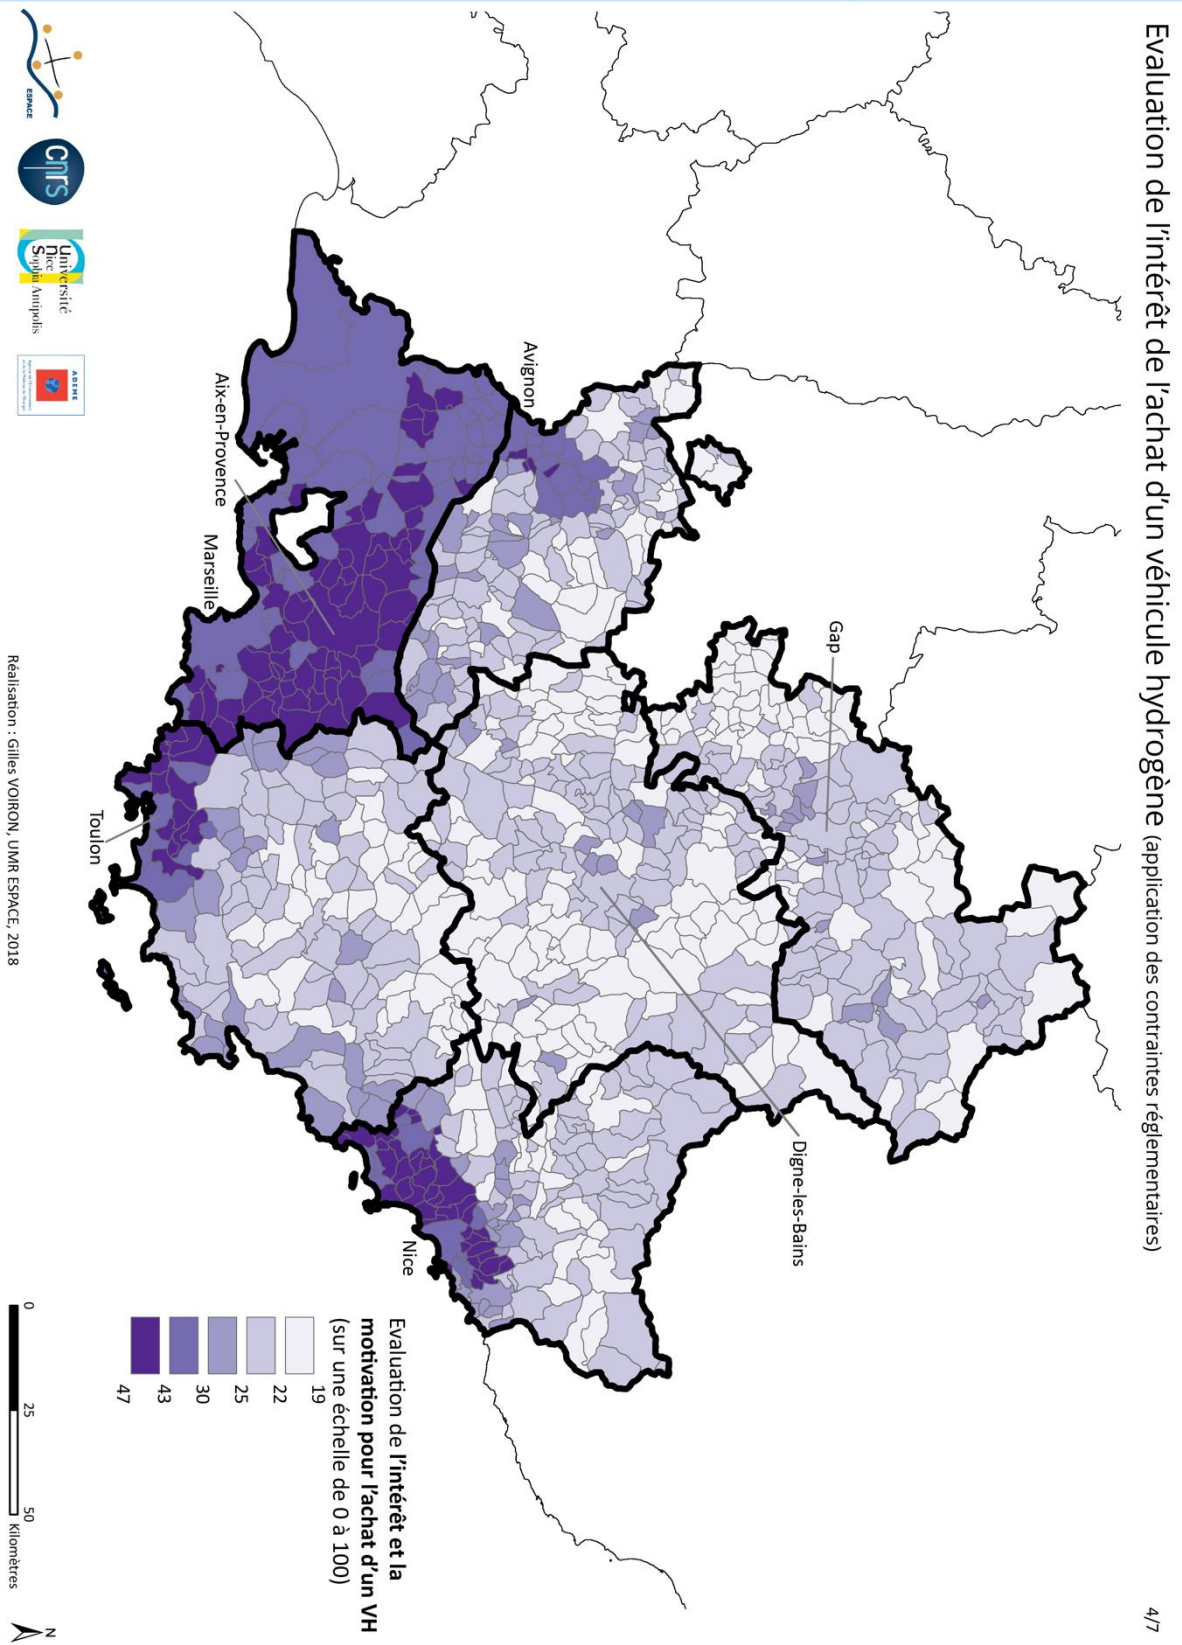 Evaluation de l'intérêt de l'achat d'un véhicule hydrogène (application des contraintes réglementaires)
4/7
Gap
Digne-les-Bains
Avignon
Aix-en-Provence
Marseille
Toulon
Nice
Evaluation de l'intérêt et la
motivation pour l'achat d'un VH
(sur une échelle de 0 à 100)
19
22
25
30
43
47
ESPACE
cnrs
Université
nice
Sophia Antipolis
ADEME
Réalisation : Gilles VOIRON, UMR ESPACE, 2018
0 25 50
Kilomètres
N